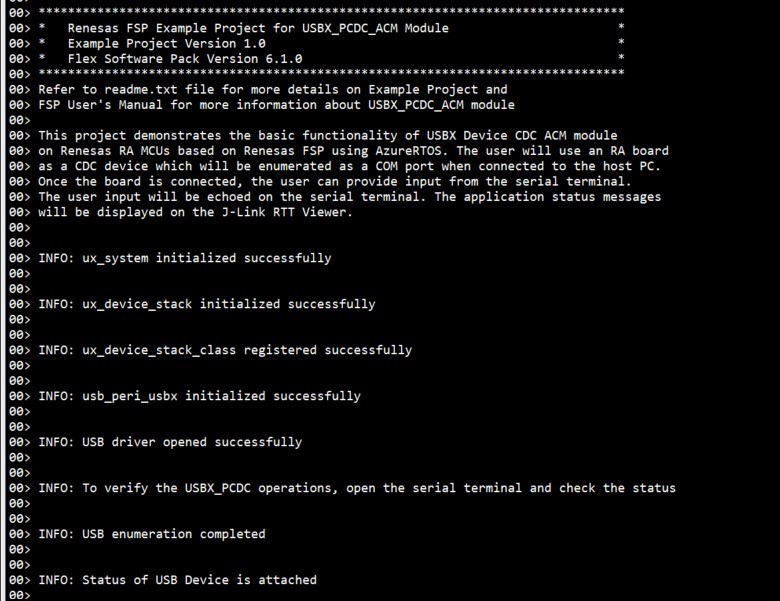 00>
00> ********************************************************************************
00> *   Renesas FSP Example Project for USBX_PCDC_ACM Module                       *
00> *   Example Project Version 1.0                                                *
00> *   Flex Software Pack Version 6.1.0                                           *
00> ********************************************************************************
00> Refer to readme.txt file for more details on Example Project and
00> FSP User's Manual for more information about USBX_PCDC_ACM module
00>
00> This project demonstrates the basic functionality of USBX Device CDC ACM module
00> on Renesas RA MCUs based on Renesas FSP using AzureRTOS. The user will use an RA board
00> as a CDC device which will be enumerated as a COM port when connected to the host PC.
00> Once the board is connected, the user can provide input from the serial terminal.
00> The user input will be echoed on the serial terminal. The application status messages
00> will be displayed on the J-Link RTT Viewer.
00>
00>
00> INFO: ux_system initialized successfully
00>
00>
00> INFO: ux_device_stack initialized successfully
00>
00>
00> INFO: ux_device_stack_class registered successfully
00>
00>
00> INFO: usb_peri_usbx initialized successfully
00>
00>
00> INFO: USB driver opened successfully
00>
00>
00> INFO: To verify the USBX_PCDC operations, open the serial terminal and check the status
00>
00>
00> INFO: USB enumeration completed
00>
00>
00> INFO: Status of USB Device is attached
00>